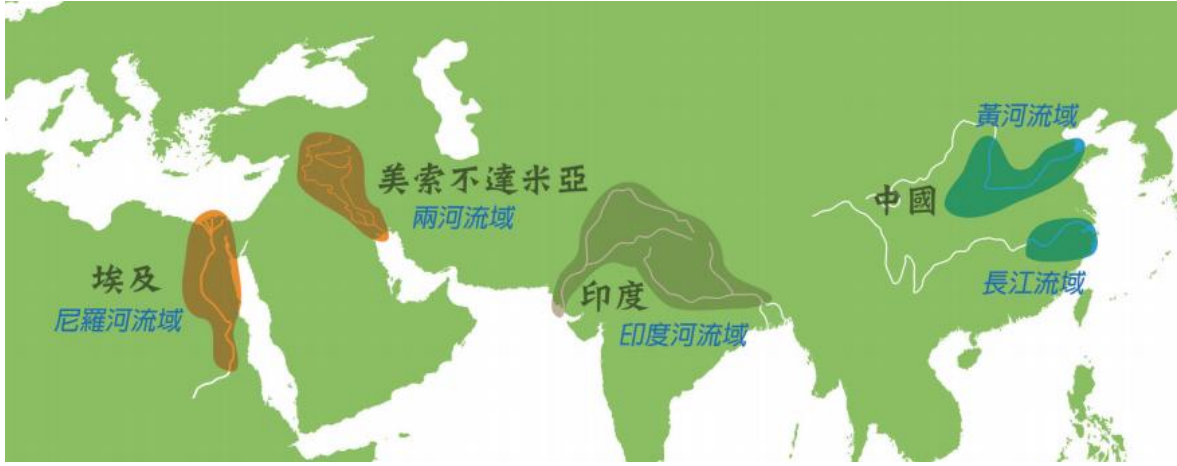 黃河流域
美索不達米亞
兩河流域
中國
埃及
尼羅河流域
印度
印度河流域
長江流域